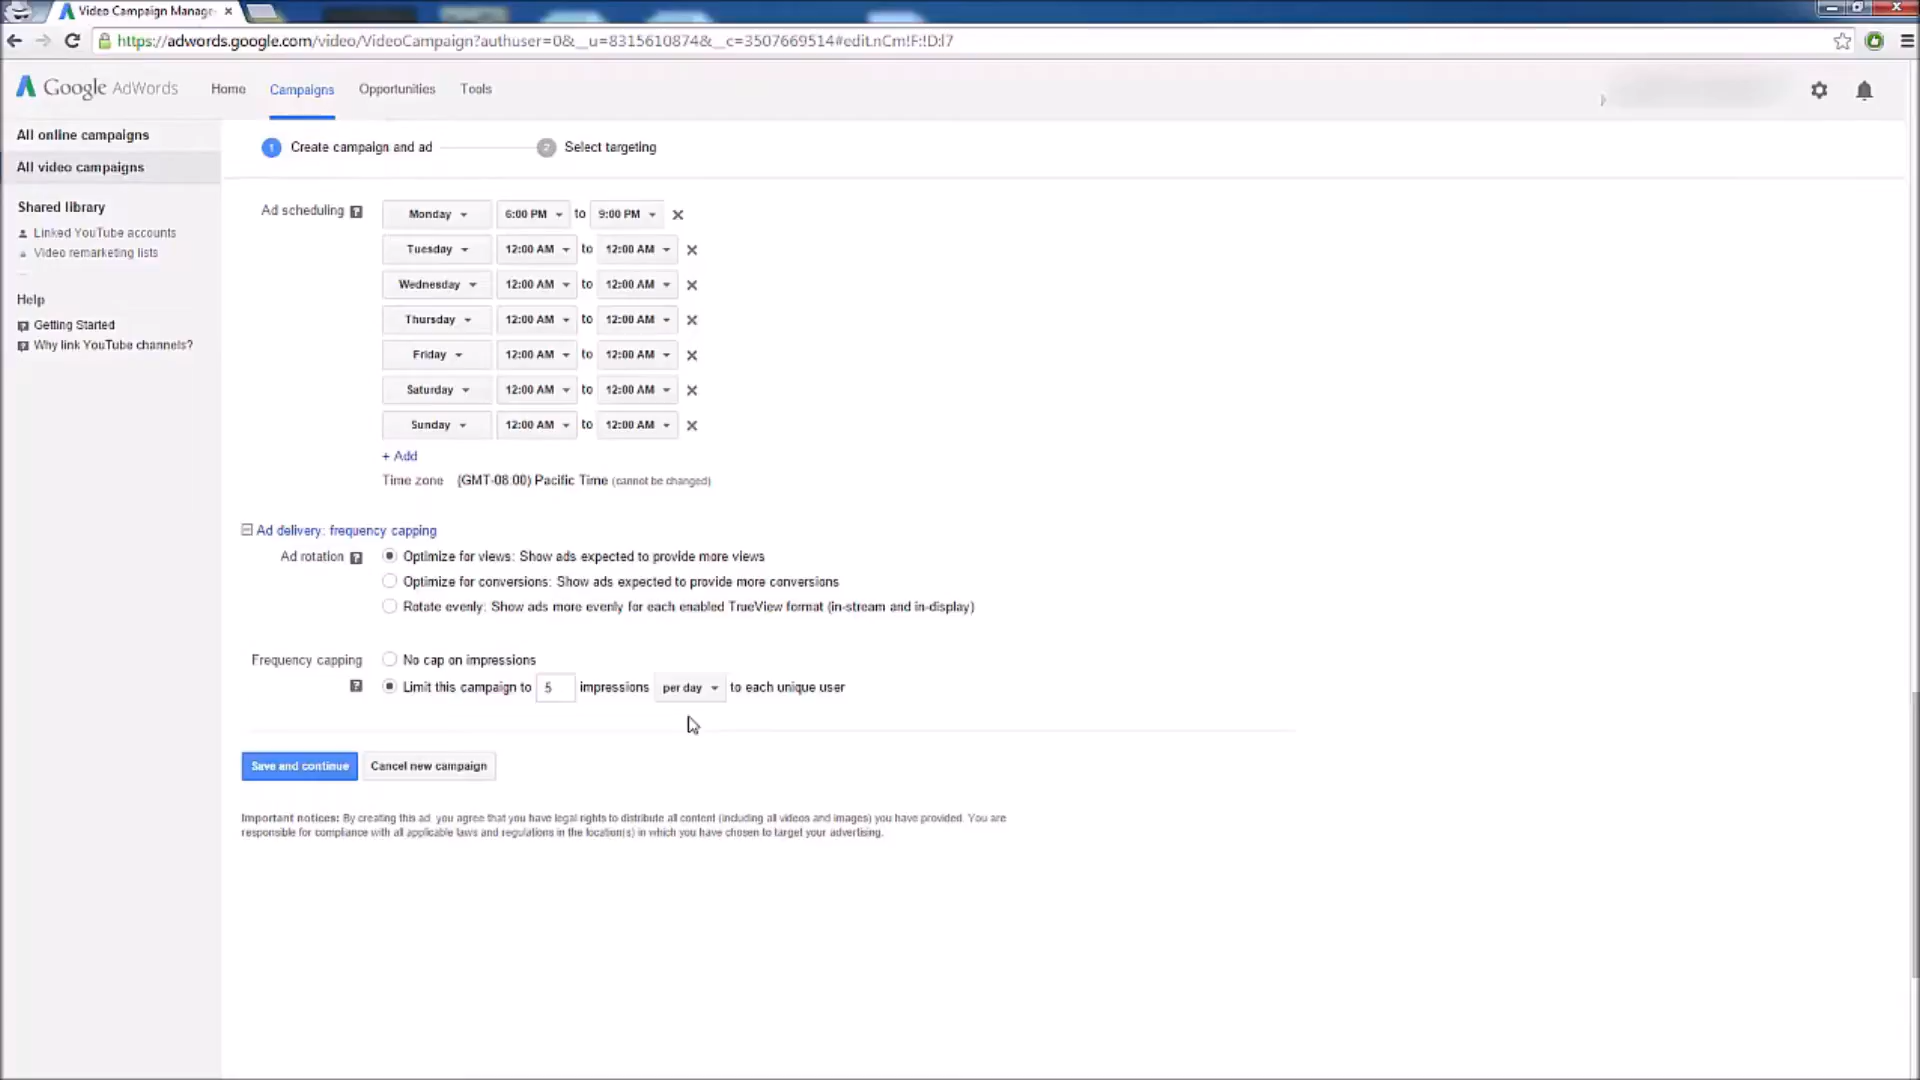 Video Campaign Manage
https://adwords.google.com/video/VideoCampaign?authuser=0&__u=8315610874&__c=3507669514#edit.nCm!F:!D:l7
Google AdWords Home Campaigns Opportunities Tools
All online campaigns
All video campaigns
Shared library
Linked YouTube accounts
Video remarketing lists
Help
Getting Started
Why link YouTube channels?
1 Create campaign and ad 2 Select targeting
Ad scheduling ? Monday 6:00 PM to 9:00 PM
Tuesday 12:00 AM to 12:00 AM
Wednesday 12:00 AM to 12:00 AM
Thursday 12:00 AM to 12:00 AM
Friday 12:00 AM to 12:00 AM
Saturday 12:00 AM to 12:00 AM
Sunday 12:00 AM to 12:00 AM
+ Add
Time zone (GMT-08:00) Pacific Time (cannot be changed)
Ad delivery: frequency capping
Ad rotation ? Optimize for views: Show ads expected to provide more views
Optimize for conversions: Show ads expected to provide more conversions
Rotate evenly: Show ads more evenly for each enabled TrueView format (in-stream and in-display)
Frequency capping No cap on impressions
? Limit this campaign to 5 impressions per day to each unique user
Save and continue Cancel new campaign
Important notices: By creating this ad, you agree that you have legal rights to distribute all content (including all videos and images) you have provided. You are
responsible for compliance with all applicable laws and regulations in the location(s) in which you have chosen to target your advertising.